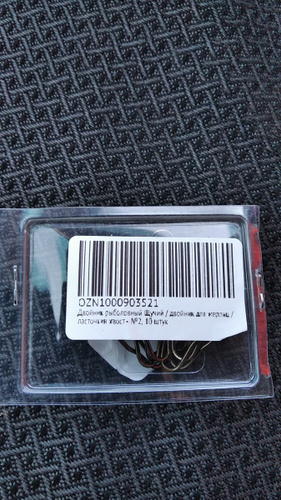 OZN1000903521
Двойник рыболовный Щучий / двойник для жерлиц /
ласточкин хвост - №2, 10 штук